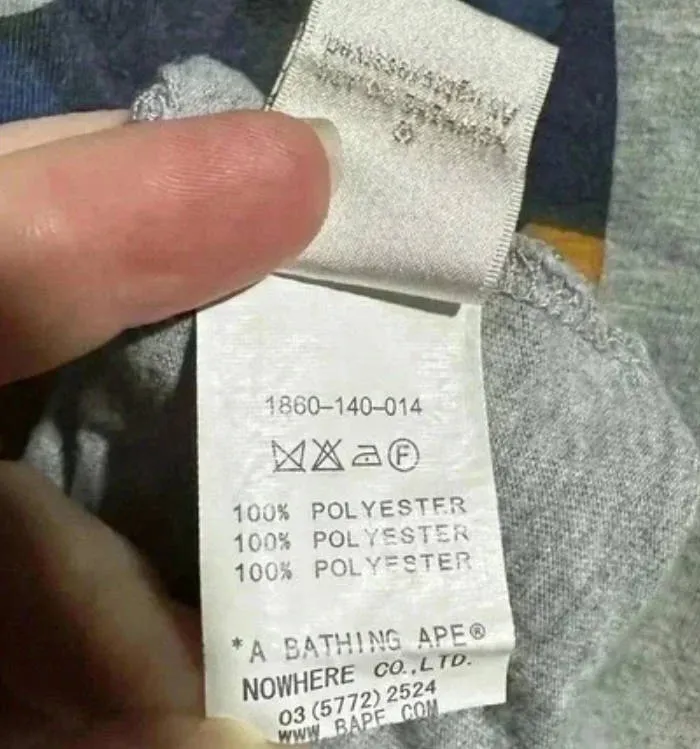 1860-140-014
100% POLYESTER
100% POLYESTER
100% POLYESTER
*A BATHING APE®
NOWHERE CO.,LTD.
03(5772)2524
WWW BAPE COM